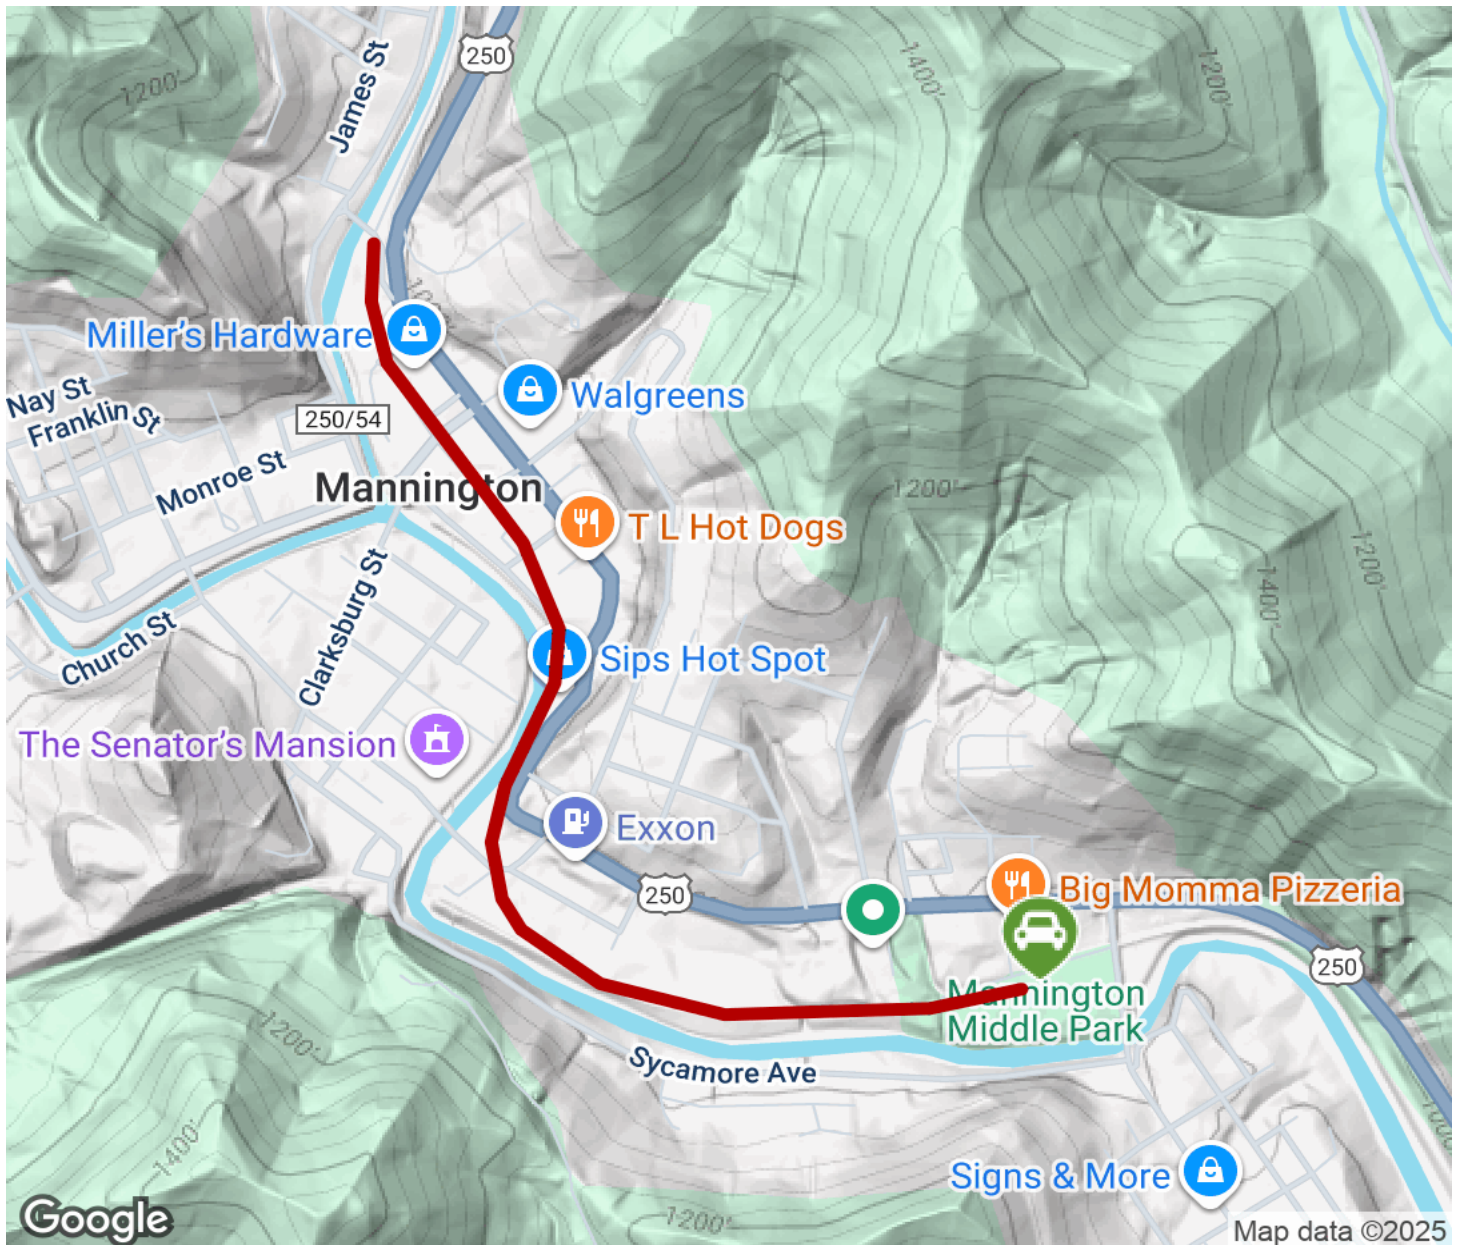 250
1400'
1200'
1200'
James St
1000'
Miller's Hardware
Walgreens
Nay St
Franklin St
250/54
Monroe St
Mannington
1200'
T L Hot Dogs
1200'
1400'
Clarksburg St
Church St
Sips Hot Spot
The Senator's Mansion
Exxon
250
Big Momma Pizzeria
250
Mannington
Middle Park
1200'
Sycamore Ave
1400'
Signs & More
1200'
Google
Map data ©2025